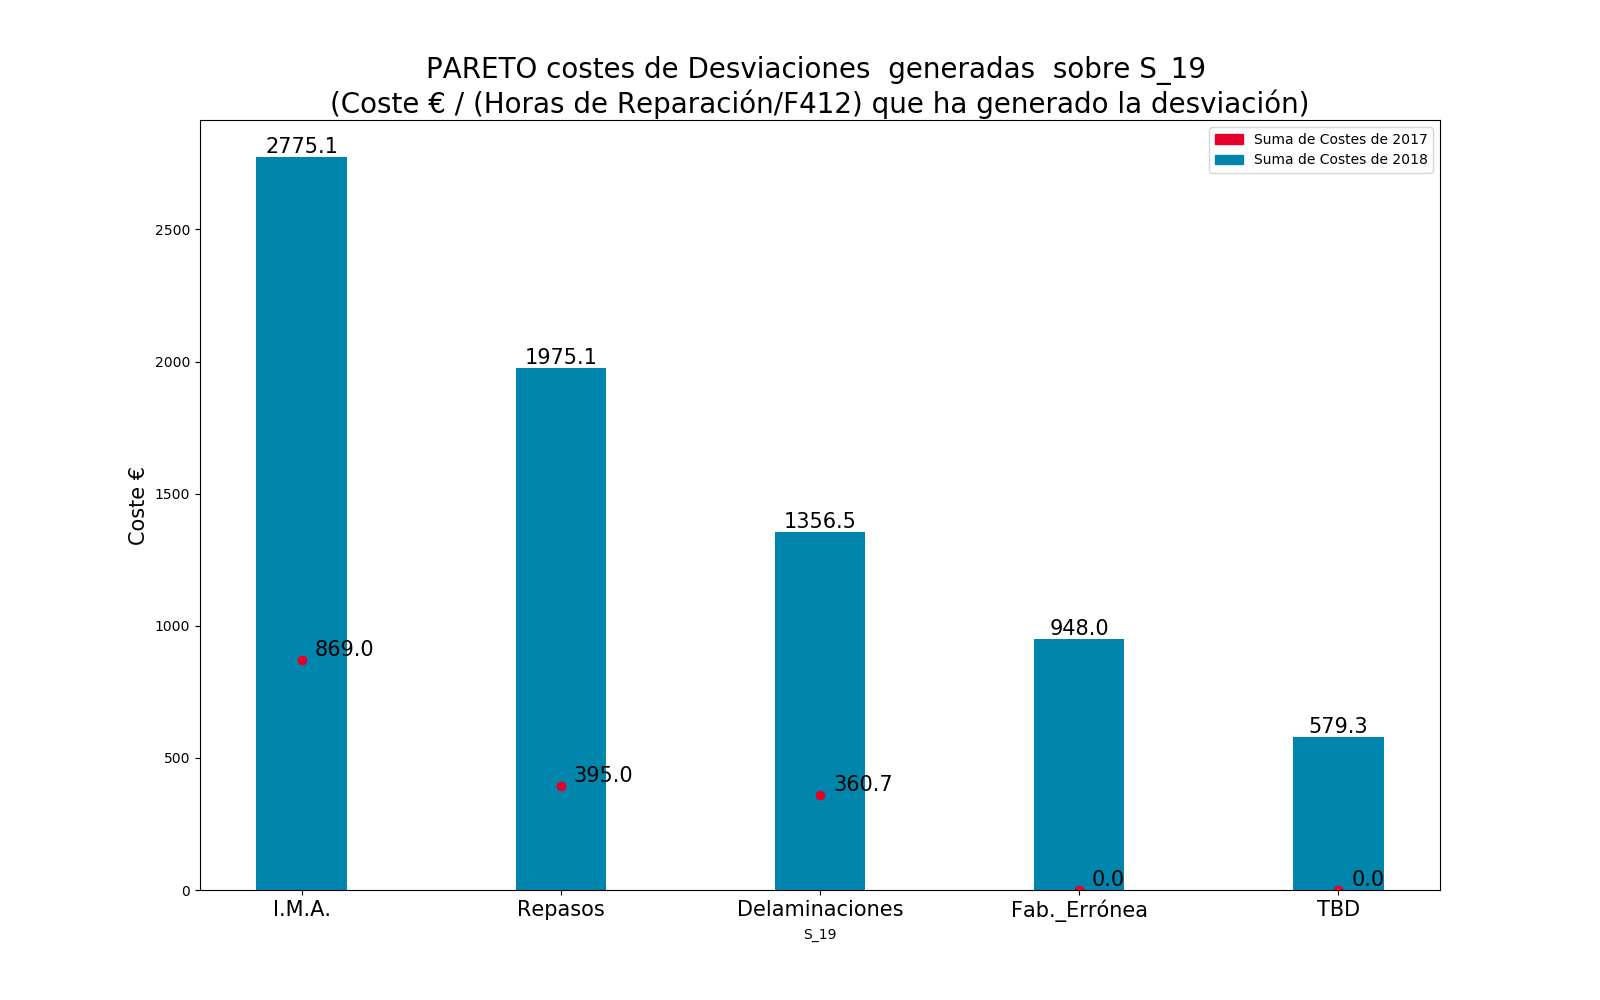 PARETO costes de Desviaciones  generadas  sobre S_19
(Coste € / (Horas de Reparación/F412) que ha generado la desviación)
Suma de Costes de 2017
Suma de Costes de 2018
Coste €
2500
2000
1500
1000
500
0
2775.1
1975.1
1356.5
948.0
579.3
869.0
395.0
360.7
0.0
0.0
I.M.A.
Repasos
Delaminaciones
Fab._Errónea
TBD
S_19